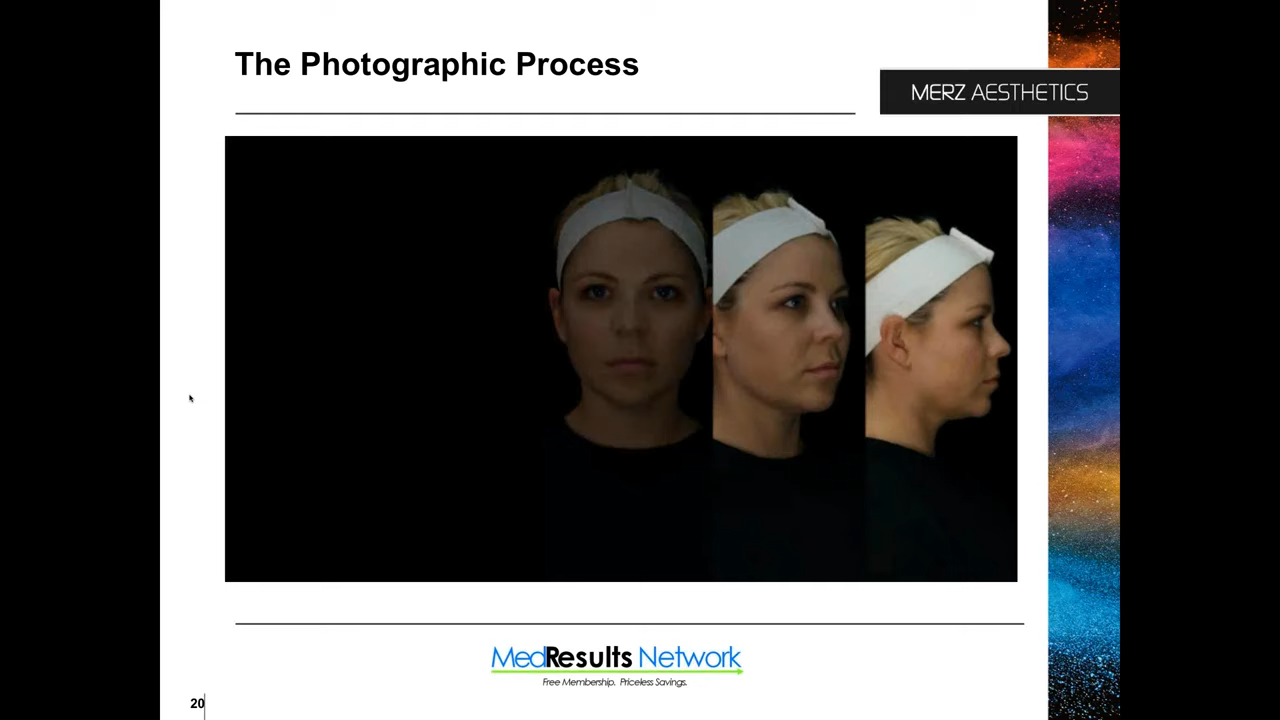 The Photographic Process
MERZ AESTHETICS
MedResults Network
Free Membership. Priceless Savings.
20